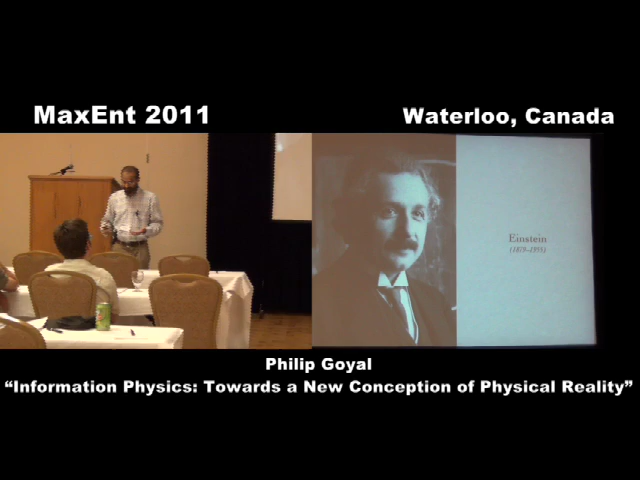 MaxEnt 2011
Waterloo, Canada
Einstein
(1879-1955)
Philip Goyal
“Information Physics: Towards a New Conception of Physical Reality”